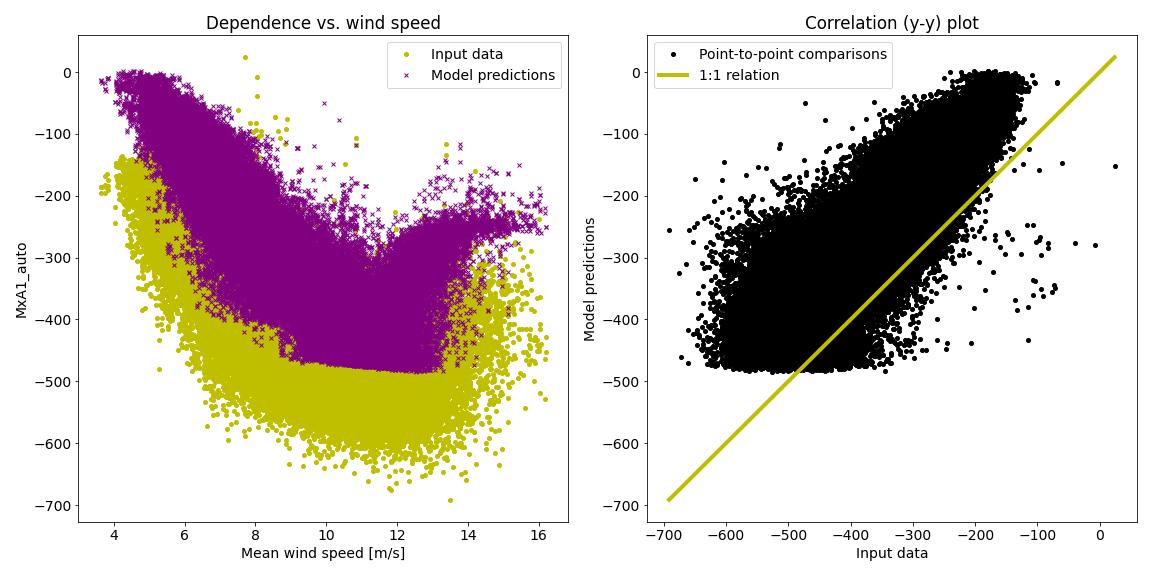 Dependence vs. wind speed
Input data
Model predictions
0
−100
−200
−300
−400
−500
−600
−700
MxA1_auto
4 6 8 10 12 14 16
Mean wind speed [m/s]
Correlation (y-y) plot
Point-to-point comparisons
1:1 relation
0
−100
−200
−300
−400
−500
−600
−700
Model predictions
−700 −600 −500 −400 −300 −200 −100 0
Input data